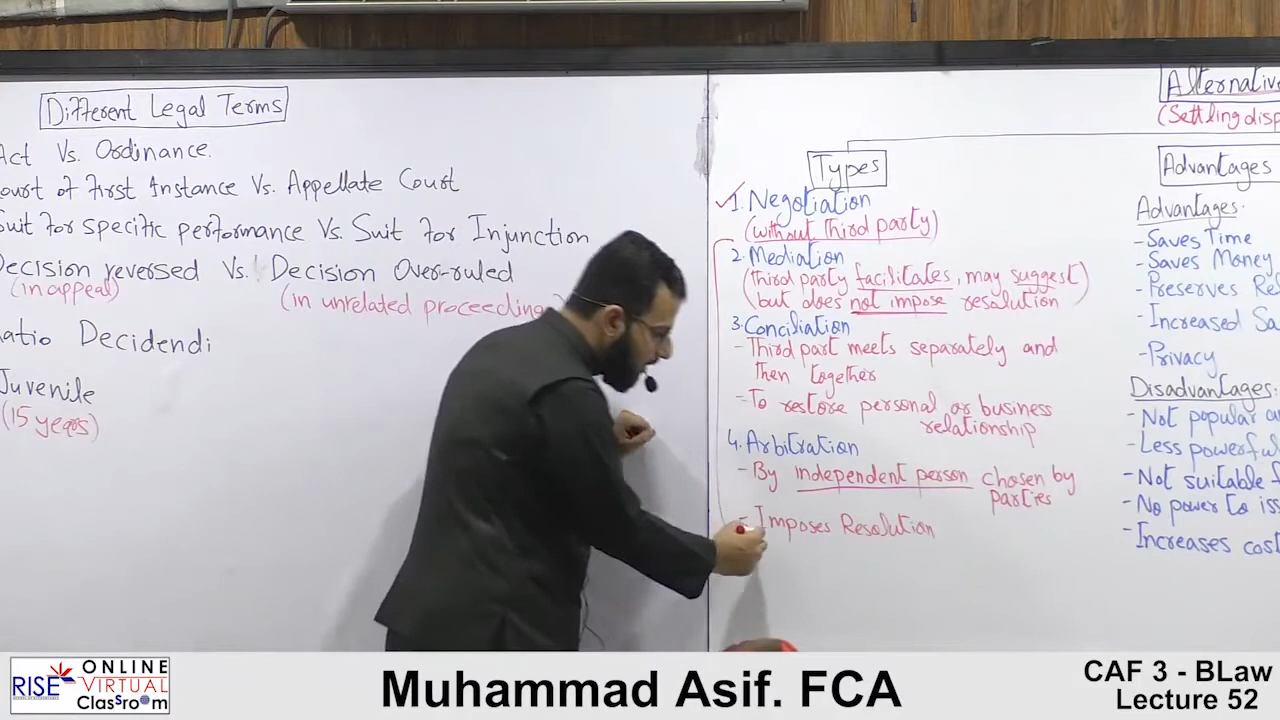 Different Legal Terms
Act Vs. Ordinance.
Court of First Instance Vs. Appellate Court
Suit for specific performance Vs. Suit for Injunction
Decision reversed Vs. Decision Over-ruled
(in appeal) (in unrelated proceeding
Ratio Decidendi
Juvenile
(15 years)
Alternative
(Settling disp
Types
1. Negotiation
(without third party)
2. Mediation
(third party facilitates, may suggest)
(but does not impose resolution
3. Conciliation
- Third part meets separately and
then together
- To restore personal or business
relationship
4. Arbitration
- By independent person chosen by
parties
- Imposes Resolution
Advantages
Advantages.
- Saves Time
- Saves Money
- Preserves Rel
- Increased Sa
- Privacy
Disadvantages.
- Not popular an
- Less powerful
- Not suitable f
- No power to iss
- Increases cost
RISE
ONLINE
VIRTUAL
Classroom
Muhammad Asif. FCA
CAF 3 - BLaw
Lecture 52